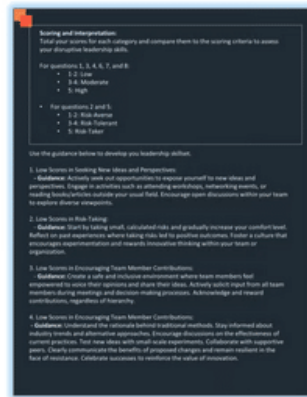 Scoring and Interpretation:
Total your scores for each category and compare them to the scoring criteria to assess
your disruptive leadership skills.
For questions 1, 3, 4, 6, 7, and 8:
• 1-2: Low
• 3-4: Moderate
• 5: High
• For questions 2 and 5:
• 1-2: Risk-Averse
• 3-4: Risk-Tolerant
• 5: Risk-Taker
Use the guidance below to develop you leadership skillset.
1. Low Scores in Seeking New Ideas and Perspectives:
- Guidance: Actively seek out opportunities to expose yourself to new ideas and
perspectives. Engage in activities such as attending workshops, networking events, or
reading books/articles outside your usual field. Encourage open discussions within your team
to explore diverse viewpoints.
2. Low Scores in Risk-Taking:
- Guidance: Start by taking small, calculated risks and gradually increase your comfort level.
Reflect on past experiences where taking risks led to positive outcomes. Foster a culture that
encourages experimentation and rewards innovative thinking within your team or
organization.
3. Low Scores in Encouraging Team Member Contributions:
- Guidance: Create a safe and inclusive environment where team members feel
empowered to voice their opinions and share their ideas. Actively solicit input from all team
members during meetings and decision-making processes. Acknowledge and reward
contributions, regardless of hierarchy.
4. Low Scores in Encouraging Team Member Contributions:
- Guidance: Understand the rationale behind traditional methods. Stay informed about
industry trends and alternative approaches. Encourage discussions on the effectiveness of
current practices. Test new ideas with small-scale experiments. Collaborate with supportive
peers. Clearly communicate the benefits of proposed changes and remain resilient in the
face of resistance. Celebrate successes to reinforce the value of innovation.